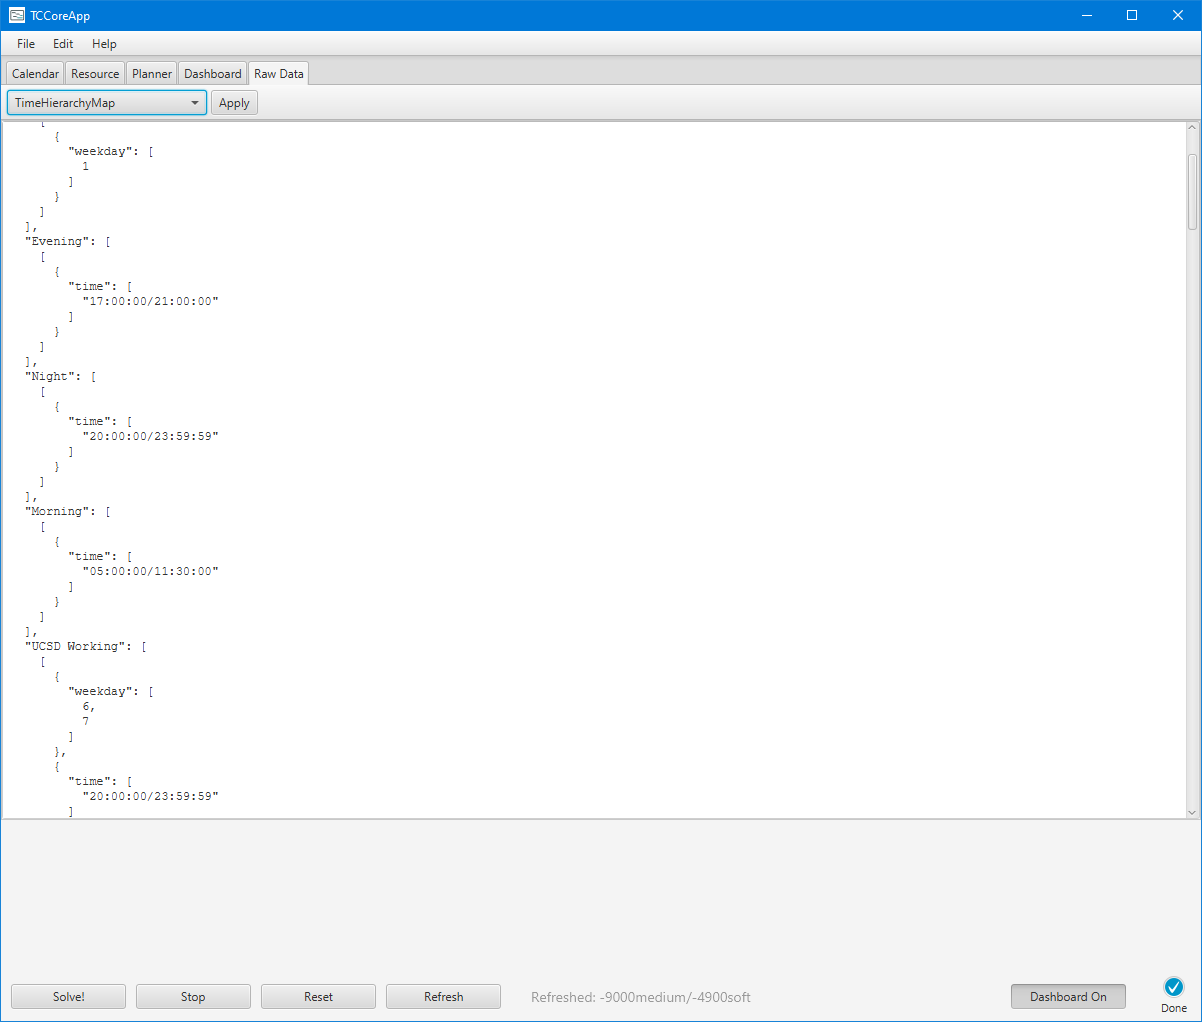 TCCoreApp
File Edit Help
Calendar Resource Planner Dashboard Raw Data
TimeHierarchyMap Apply
[
{
"weekday": [
1
]
}
]
],
"Evening": [
[
{
"time": [
"17:00:00/21:00:00"
]
}
]
],
"Night": [
[
{
"time": [
"20:00:00/23:59:59"
]
}
]
],
"Morning": [
[
{
"time": [
"05:00:00/11:30:00"
]
}
]
],
"UCSD Working": [
[
{
"weekday": [
6,
7
]
},
{
"time": [
"20:00:00/23:59:59"
]
Solve! Stop Reset Refresh Refreshed: -9000medium/-4900soft Dashboard On
Done